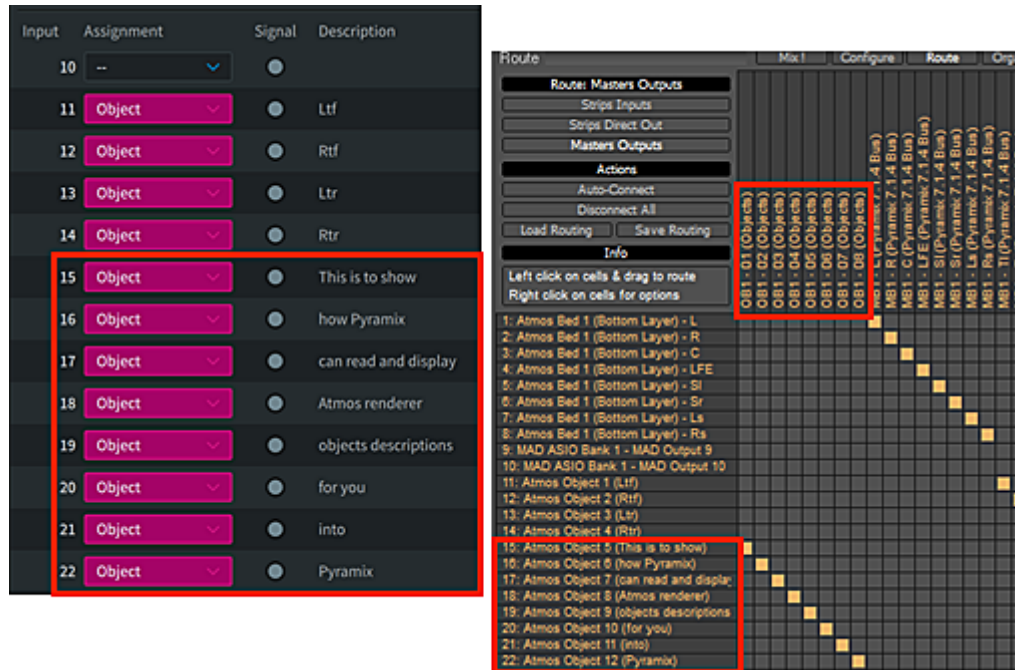 Input Assignment Signal Description
10 --
11 Object Ltf
12 Object Rtf
13 Object Ltr
14 Object Rtr
15 Object This is to show
16 Object how Pyramix
17 Object can read and display
18 Object Atmos renderer
19 Object objects descriptions
20 Object for you
21 Object into
22 Object Pyramix
Route Mix1 Configure Route Org
Route: Masters Outputs
Strips Inputs
Strips Direct Out
Masters Outputs
Actions
Auto-Connect
Disconnect All
Load Routing Save Routing
Info
Left click on cells & drag to route
Right click on cells for options
OB1 - 01 (Objects)
OB1 - 02 (Objects)
OB1 - 03 (Objects)
OB1 - 04 (Objects)
OB1 - 05 (Objects)
OB1 - 06 (Objects)
OB1 - 07 (Objects)
OB1 - 08 (Objects)
MB1 - L (Pyramix 7.1.4 Bus)
MB1 - R (Pyramix 7.1.4 Bus)
MB1 - C (Pyramix 7.1.4 Bus)
MB1 - LFE (Pyramix 7.1.4 Bus)
MB1 - Sl (Pyramix 7.1.4 Bus)
MB1 - Sr (Pyramix 7.1.4 Bus)
MB1 - Ls (Pyramix 7.1.4 Bus)
MB1 - Rs (Pyramix 7.1.4 Bus)
MB1 - Tl (Pyramix 7.1.4 Bus)
1: Atmos Bed 1 (Bottom Layer) - L
2: Atmos Bed 1 (Bottom Layer) - R
3: Atmos Bed 1 (Bottom Layer) - C
4: Atmos Bed 1 (Bottom Layer) - LFE
5: Atmos Bed 1 (Bottom Layer) - Sl
6: Atmos Bed 1 (Bottom Layer) - Sr
7: Atmos Bed 1 (Bottom Layer) - Ls
8: Atmos Bed 1 (Bottom Layer) - Rs
9: MAD ASIO Bank 1 - MAD Output 9
10: MAD ASIO Bank 1 - MAD Output 10
11: Atmos Object 1 (Ltf)
12: Atmos Object 2 (Rtf)
13: Atmos Object 3 (Ltr)
14: Atmos Object 4 (Rtr)
15: Atmos Object 5 (This is to show)
16: Atmos Object 6 (how Pyramix)
17: Atmos Object 7 (can read and display
18: Atmos Object 8 (Atmos renderer)
19: Atmos Object 9 (objects descriptions
20: Atmos Object 10 (for you)
21: Atmos Object 11 (into)
22: Atmos Object 12 (Pyramix)